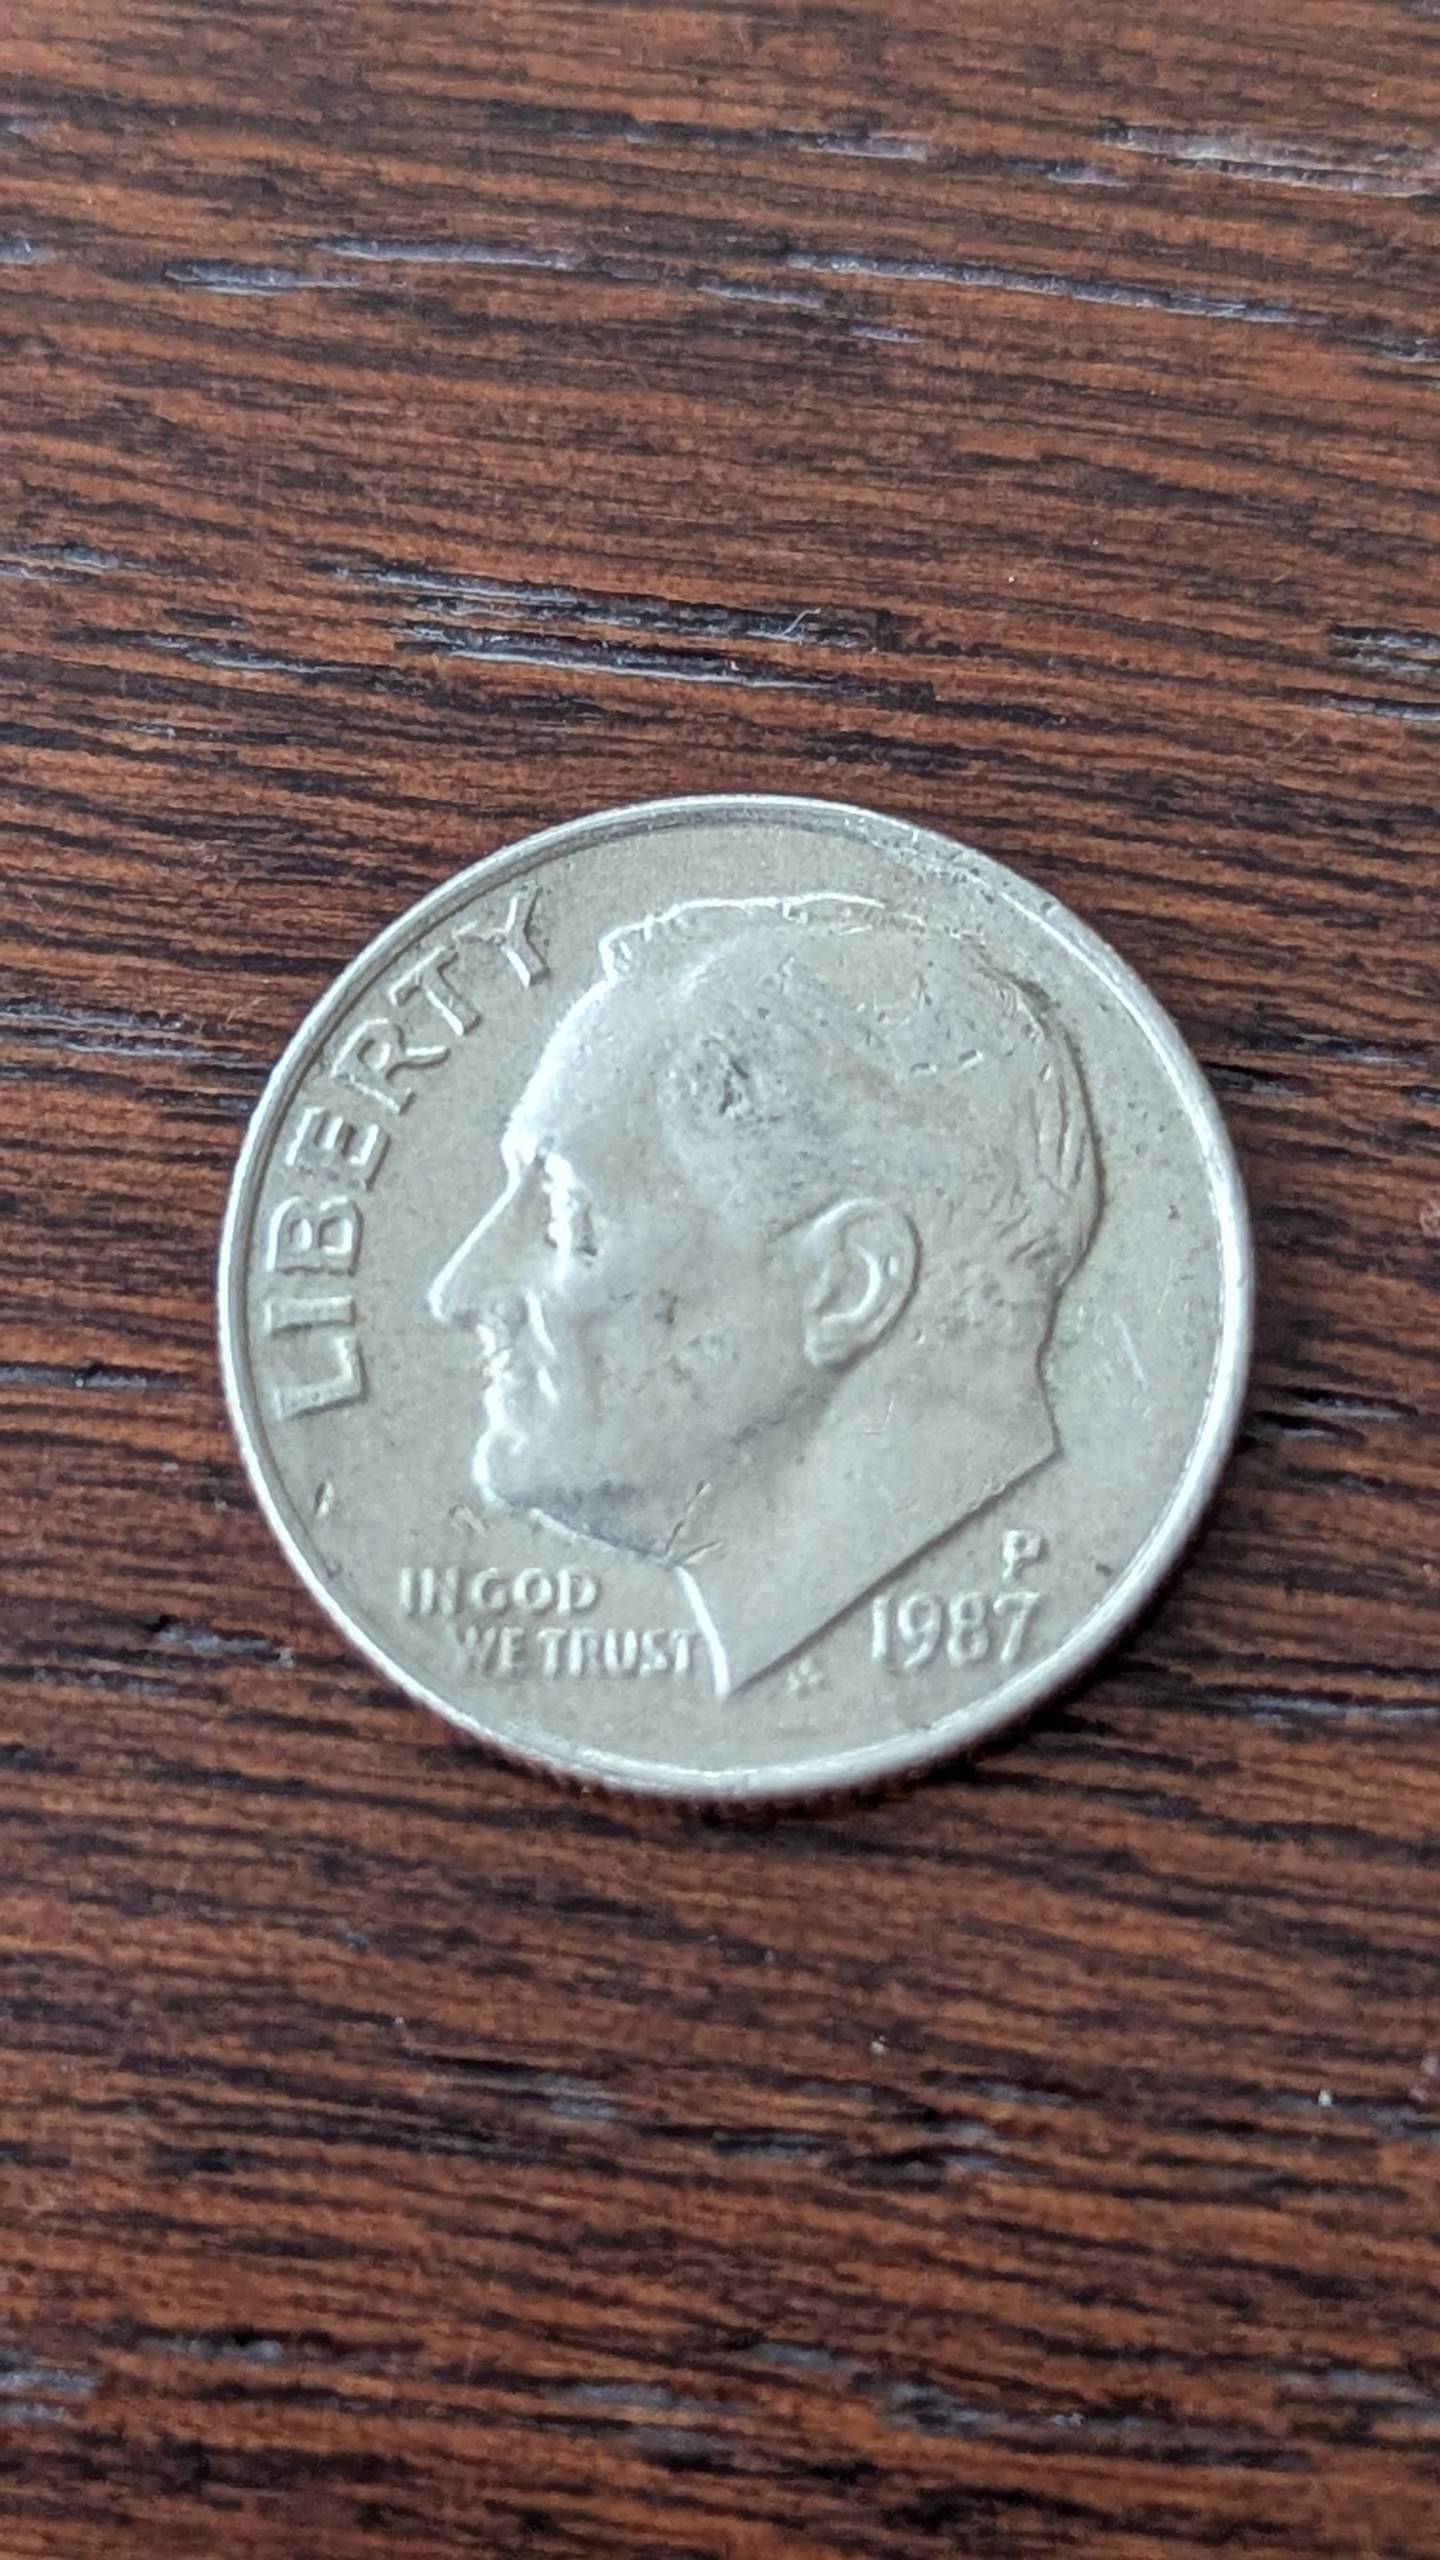 LIBERTY
IN GOD
WE TRUST
P
1987